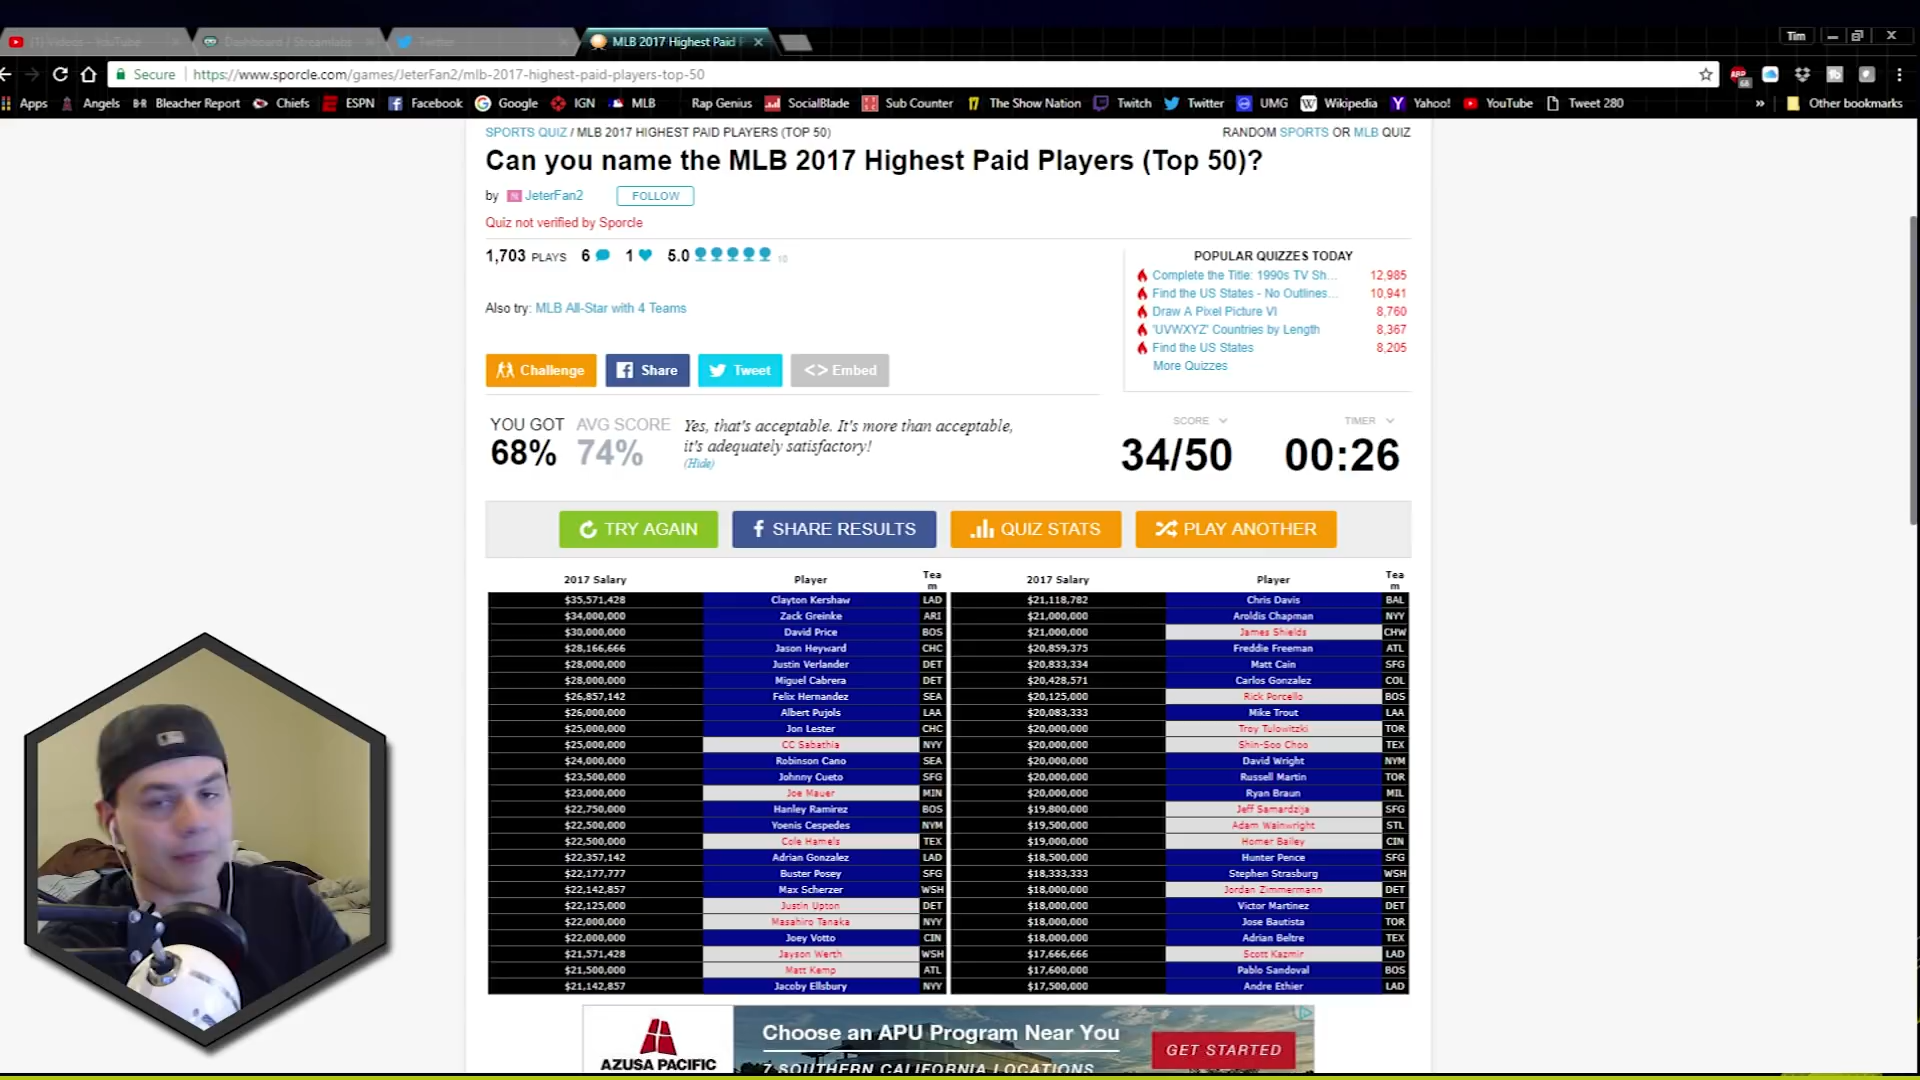 (1) Videos - YouTube
Dashboard | Streamlabs
Twitter
MLB 2017 Highest Paid P
Tim
Secure
https://www.sporcle.com/games/JeterFan2/mlb-2017-highest-paid-players-top-50
Apps Angels Bleacher Report Chiefs ESPN Facebook Google IGN MLB Rap Genius SocialBlade Sub Counter The Show Nation Twitch Twitter UMG Wikipedia Yahoo! YouTube Tweet 280 » Other bookmarks
SPORTS QUIZ / MLB 2017 HIGHEST PAID PLAYERS (TOP 50)
RANDOM SPORTS OR MLB QUIZ
Can you name the MLB 2017 Highest Paid Players (Top 50)?
by JeterFan2 FOLLOW
Quiz not verified by Sporcle
1,703 PLAYS 6 1 5.0 10
Also try: MLB All-Star with 4 Teams
POPULAR QUIZZES TODAY
Complete the Title: 1990s TV Sh... 12,985
Find the US States - No Outlines... 10,941
Draw A Pixel Picture VI 8,760
'UVWXYZ' Countries by Length 8,367
Find the US States 8,205
More Quizzes
Challenge Share Tweet <> Embed
YOU GOT
68%
AVG SCORE
74%
Yes, that's acceptable. It's more than acceptable,
it's adequately satisfactory!
(Hide)
SCORE
34/50
TIMER
00:26
TRY AGAIN SHARE RESULTS QUIZ STATS PLAY ANOTHER
2017 Salary Player Team 2017 Salary Player Team
$35,571,428 Clayton Kershaw LAD $21,118,782 Chris Davis BAL
$34,000,000 Zack Greinke ARI $21,000,000 Aroldis Chapman NYY
$30,000,000 David Price BOS $21,000,000 James Shields CHW
$28,166,666 Jason Heyward CHC $20,859,375 Freddie Freeman ATL
$28,000,000 Justin Verlander DET $20,833,334 Matt Cain SFG
$28,000,000 Miguel Cabrera DET $20,428,571 Carlos Gonzalez COL
$26,857,142 Felix Hernandez SEA $20,125,000 Rick Porcello BOS
$26,000,000 Albert Pujols LAA $20,083,333 Mike Trout LAA
$25,000,000 Jon Lester CHC $20,000,000 Troy Tulowitzki TOR
$25,000,000 CC Sabathia NYY $20,000,000 Shin-Soo Choo TEX
$24,000,000 Robinson Cano SEA $20,000,000 David Wright NYM
$23,500,000 Johnny Cueto SFG $20,000,000 Russell Martin TOR
$23,000,000 Joe Mauer MIN $20,000,000 Ryan Braun MIL
$22,750,000 Hanley Ramirez BOS $19,800,000 Jeff Samardzija SFG
$22,500,000 Yoenis Cespedes NYM $19,500,000 Adam Wainwright STL
$22,500,000 Cole Hamels TEX $19,000,000 Homer Bailey CIN
$22,357,142 Adrian Gonzalez LAD $18,500,000 Hunter Pence SFG
$22,177,777 Buster Posey SFG $18,333,333 Stephen Strasburg WSH
$22,142,857 Max Scherzer WSH $18,000,000 Jordan Zimmermann DET
$22,125,000 Justin Upton DET $18,000,000 Victor Martinez DET
$22,000,000 Masahiro Tanaka NYY $18,000,000 Jose Bautista TOR
$22,000,000 Joey Votto CIN $18,000,000 Adrian Beltre TEX
$21,571,428 Jayson Werth WSH $17,666,666 Scott Kazmir LAD
$21,500,000 Matt Kemp ATL $17,600,000 Pablo Sandoval BOS
$21,142,857 Jacoby Ellsbury NYY $17,500,000 Andre Ethier LAD
AZUSA PACIFIC
Choose an APU Program Near You
7 SOUTHERN CALIFORNIA LOCATIONS
GET STARTED